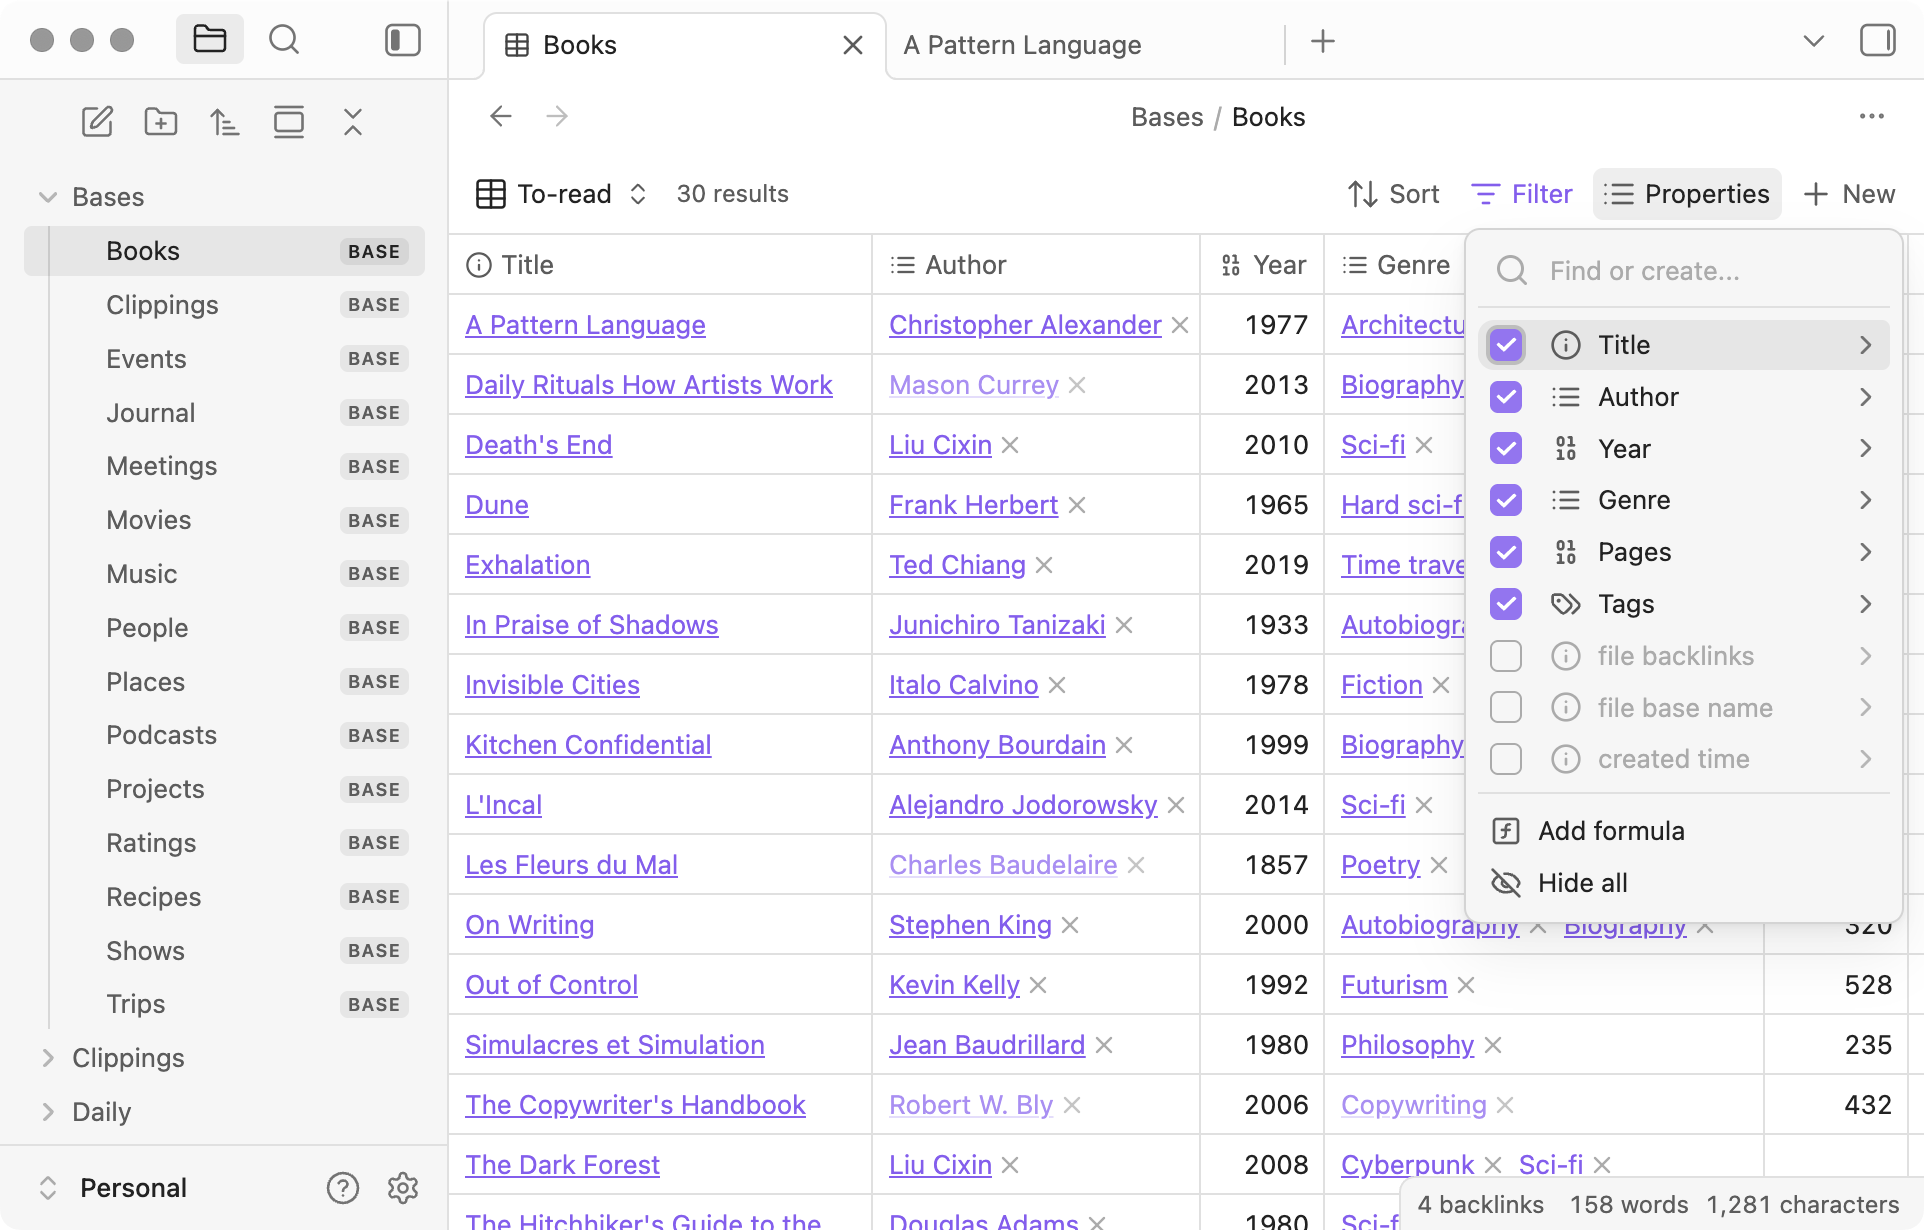 Books
A Pattern Language
Bases / Books
To-read
30 results
Sort
Filter
Properties
New
Bases
Books BASE
Clippings BASE
Events BASE
Journal BASE
Meetings BASE
Movies BASE
Music BASE
People BASE
Places BASE
Podcasts BASE
Projects BASE
Ratings BASE
Recipes BASE
Shows BASE
Trips BASE
Clippings
Daily
Personal
Title Author Year Genre
A Pattern Language Christopher Alexander 1977 Architectu
Daily Rituals How Artists Work Mason Currey 2013 Biography
Death's End Liu Cixin 2010 Sci-fi
Dune Frank Herbert 1965 Hard sci-f
Exhalation Ted Chiang 2019 Time trave
In Praise of Shadows Junichiro Tanizaki 1933 Autobiogra
Invisible Cities Italo Calvino 1978 Fiction
Kitchen Confidential Anthony Bourdain 1999 Biography
L'Incal Alejandro Jodorowsky 2014 Sci-fi
Les Fleurs du Mal Charles Baudelaire 1857 Poetry
On Writing Stephen King 2000 Autobiography Biography 320
Out of Control Kevin Kelly 1992 Futurism 528
Simulacres et Simulation Jean Baudrillard 1980 Philosophy 235
The Copywriter's Handbook Robert W. Bly 2006 Copywriting 432
The Dark Forest Liu Cixin 2008 Cyberpunk Sci-fi
The Hitchhiker's Guide to the Douglas Adams 1980 Sci-f
Find or create...
Title
Author
Year
Genre
Pages
Tags
file backlinks
file base name
created time
Add formula
Hide all
4 backlinks 158 words 1,281 characters